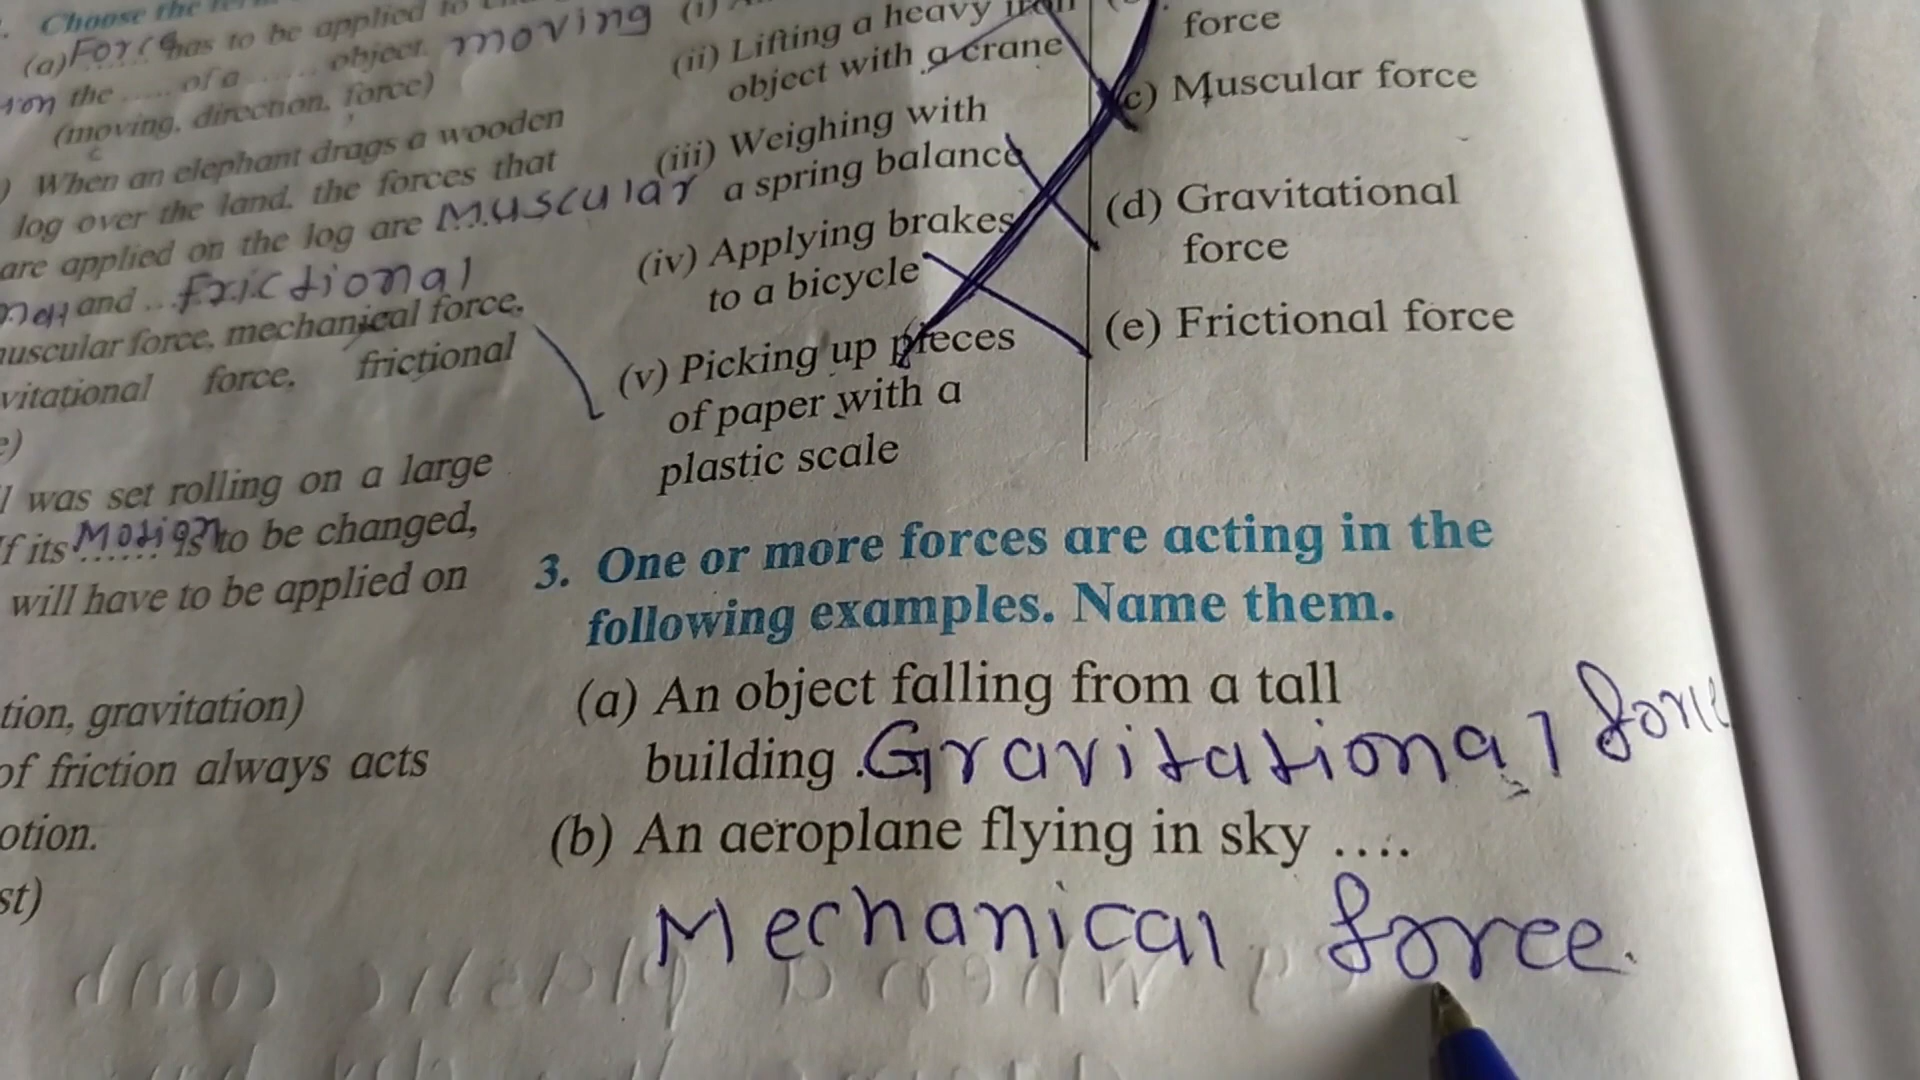 Choose the
(a) Force has to be applied to
the ..... of a ..... object. moving
(moving, direction, force)
When an elephant drags a wooden
log over the land, the forces that
are applied on the log are Muscular
and ... frictional
muscular force, mechanical force,
vitational force, frictional
e)
l was set rolling on a large
If its Motion is to be changed,
will have to be applied on
tion, gravitation)
of friction always acts
otion.
st)
(i)
(ii) Lifting a heavy iron
object with a crane
(iii) Weighing with
a spring balance
(iv) Applying brakes
to a bicycle
(v) Picking up pieces
of paper with a
plastic scale
force
(c) Muscular force
(d) Gravitational
force
(e) Frictional force
3. One or more forces are acting in the
following examples. Name them.
(a) An object falling from a tall
building .Gravitational force
(b) An aeroplane flying in sky ....
Mechanical force.